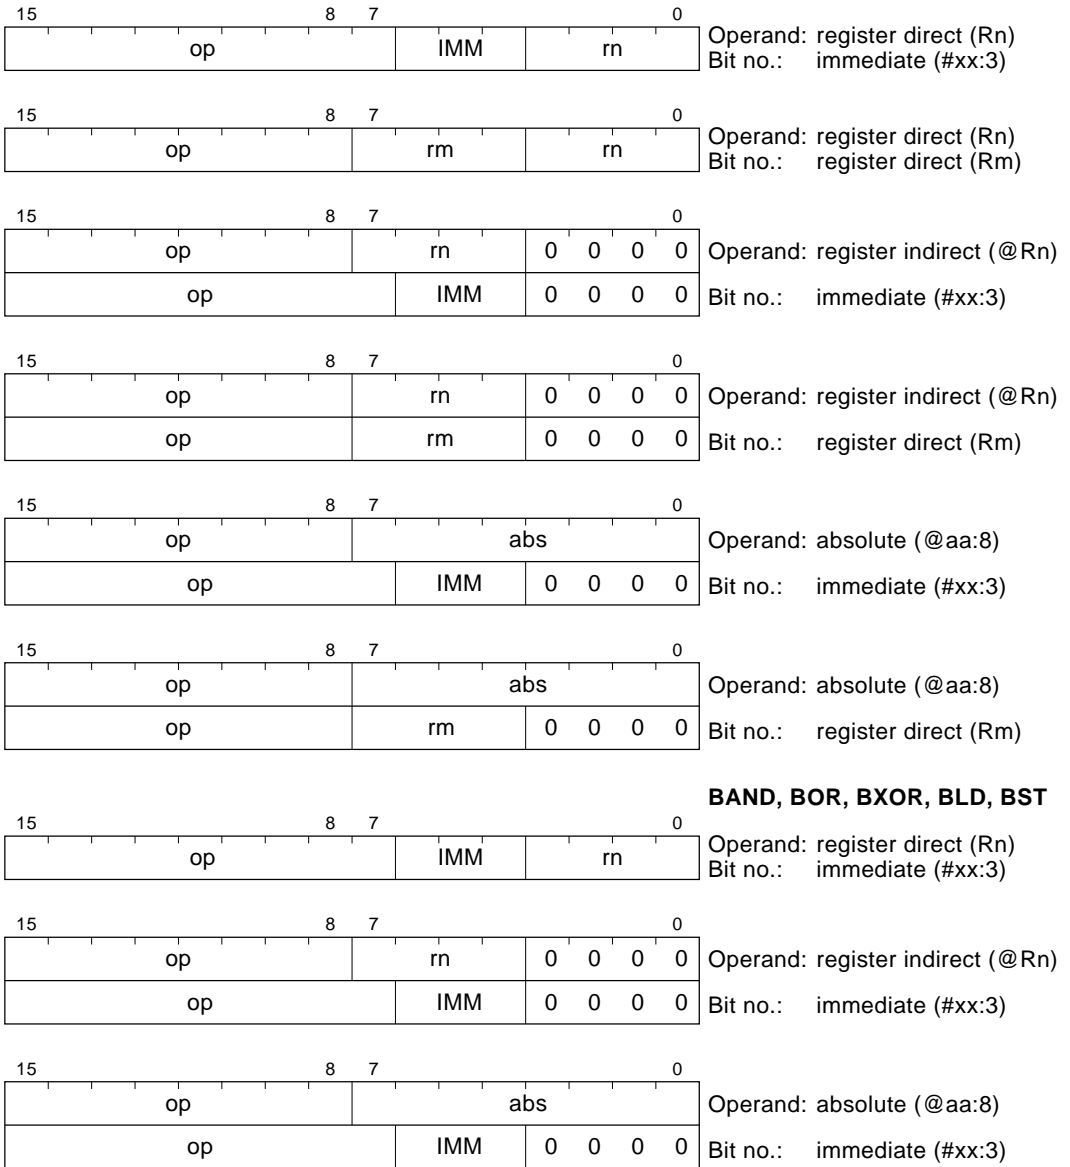 15 8 7 0
op IMM rn Operand: register direct (Rn)
Bit no.: immediate (#xx:3)
15 8 7 0
op rm rn Operand: register direct (Rn)
Bit no.: register direct (Rm)
15 8 7 0
op rn 0 0 0 0 Operand: register indirect (@Rn)
op IMM 0 0 0 0 Bit no.: immediate (#xx:3)
15 8 7 0
op rn 0 0 0 0 Operand: register indirect (@Rn)
op rm 0 0 0 0 Bit no.: register direct (Rm)
15 8 7 0
op abs Operand: absolute (@aa:8)
op IMM 0 0 0 0 Bit no.: immediate (#xx:3)
15 8 7 0
op abs Operand: absolute (@aa:8)
op rm 0 0 0 0 Bit no.: register direct (Rm)
BAND, BOR, BXOR, BLD, BST
15 8 7 0
op IMM rn Operand: register direct (Rn)
Bit no.: immediate (#xx:3)
15 8 7 0
op rn 0 0 0 0 Operand: register indirect (@Rn)
op IMM 0 0 0 0 Bit no.: immediate (#xx:3)
15 8 7 0
op abs Operand: absolute (@aa:8)
op IMM 0 0 0 0 Bit no.: immediate (#xx:3)